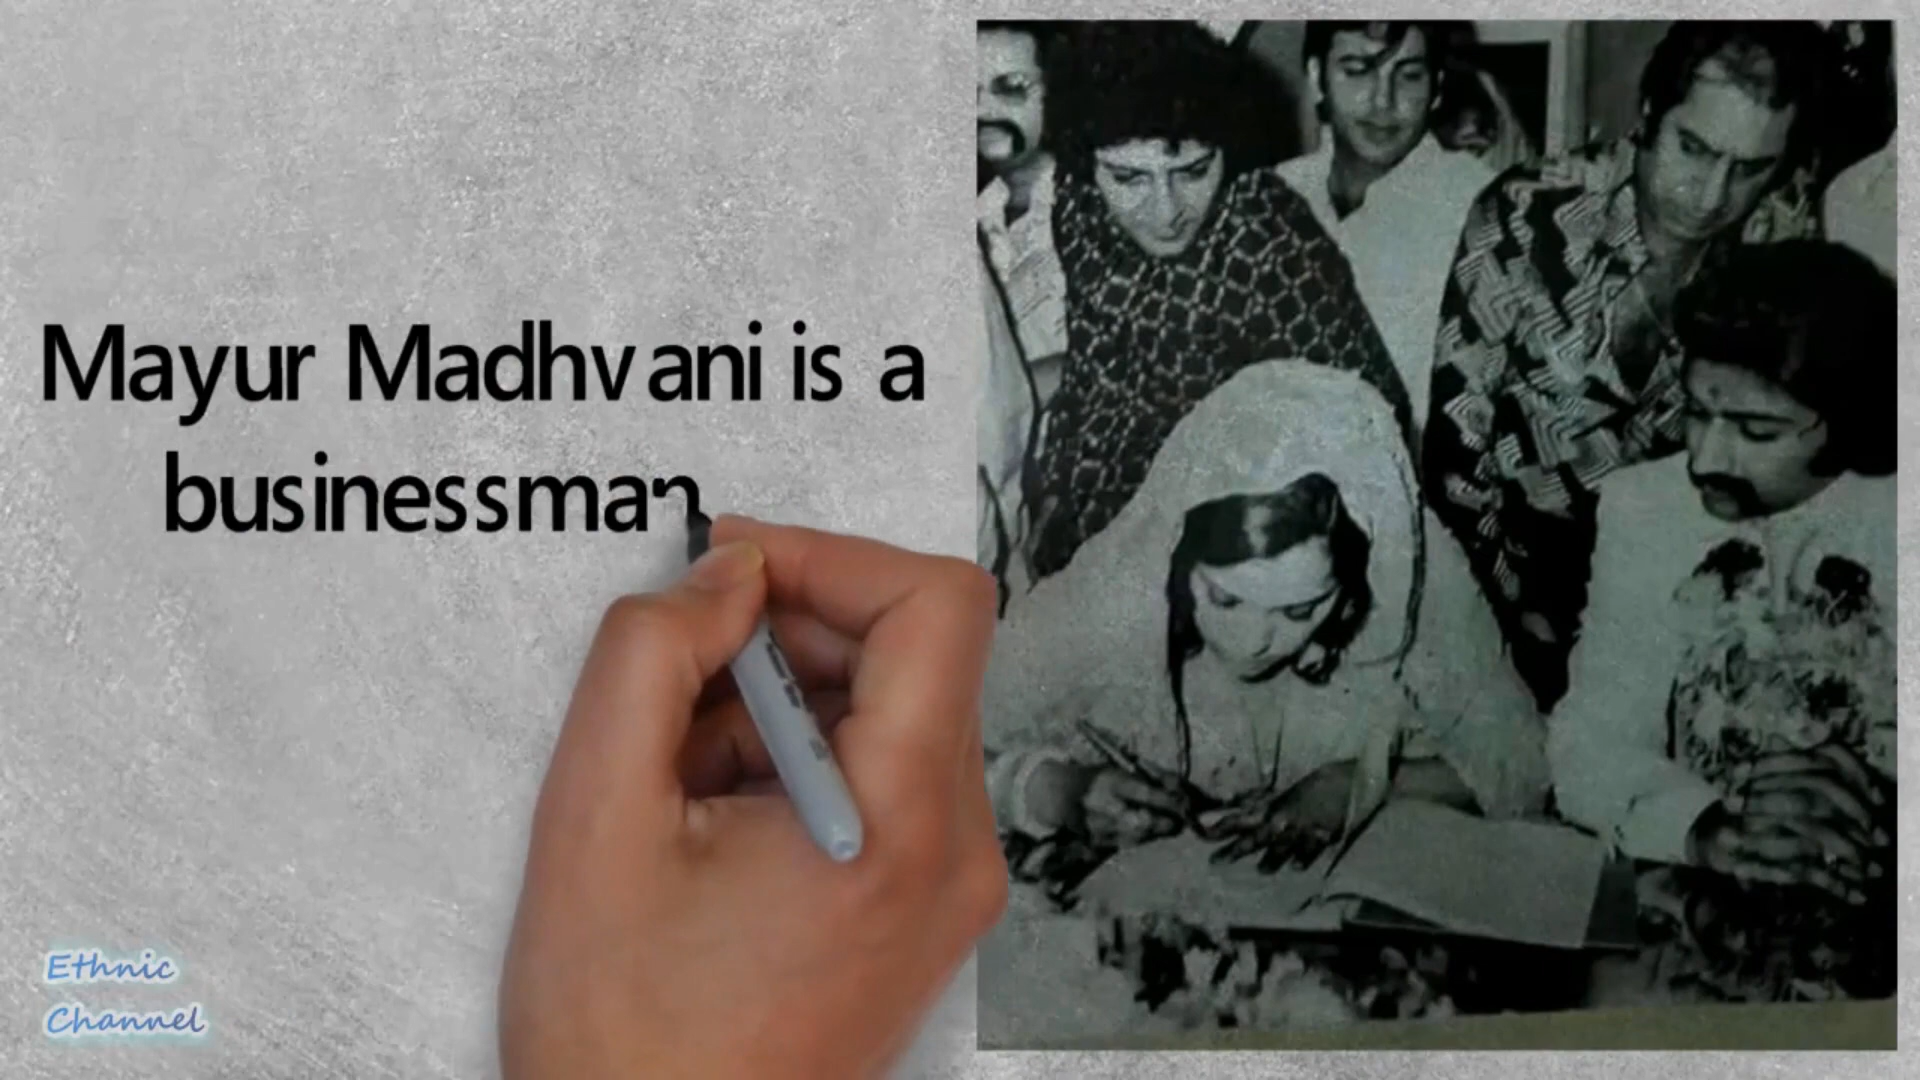 Mayur Madhvani is a
businessman
Ethnic
Channel